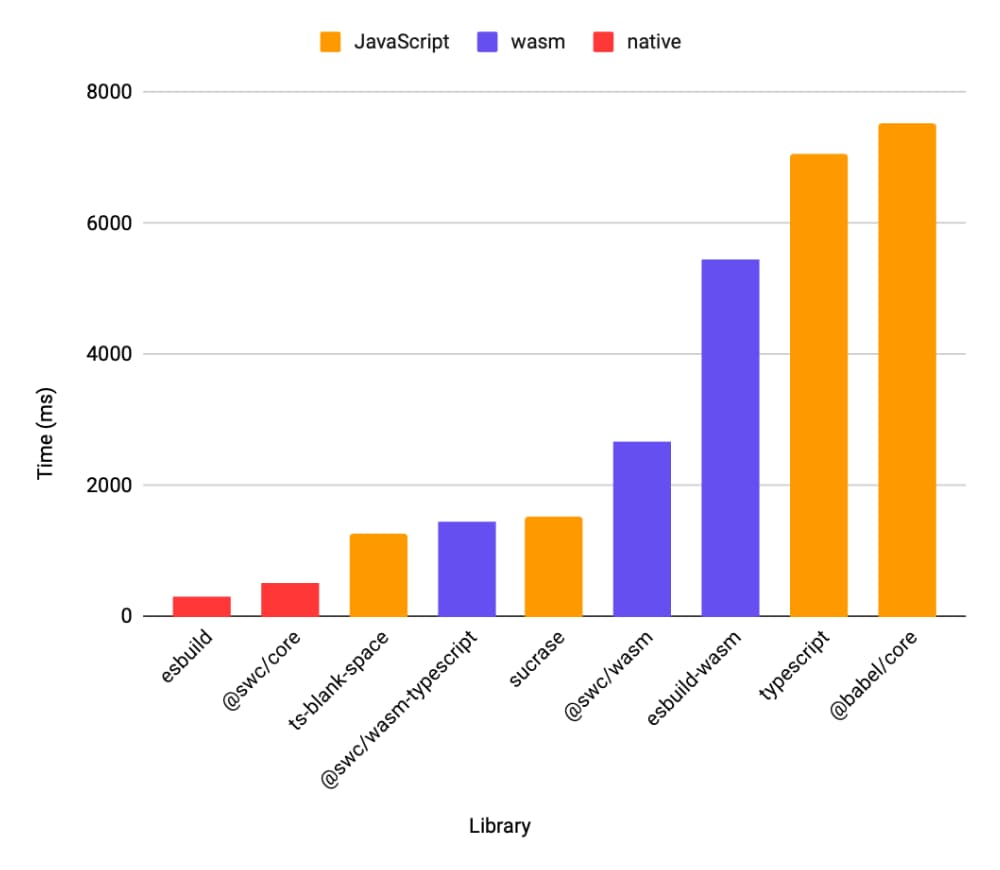 JavaScript wasm native
8000
6000
4000
2000
0
Time (ms)
esbuild
@swc/core
ts-blank-space
@swc/wasm-typescript
sucrase
@swc/wasm
esbuild-wasm
typescript
@babel/core
Library